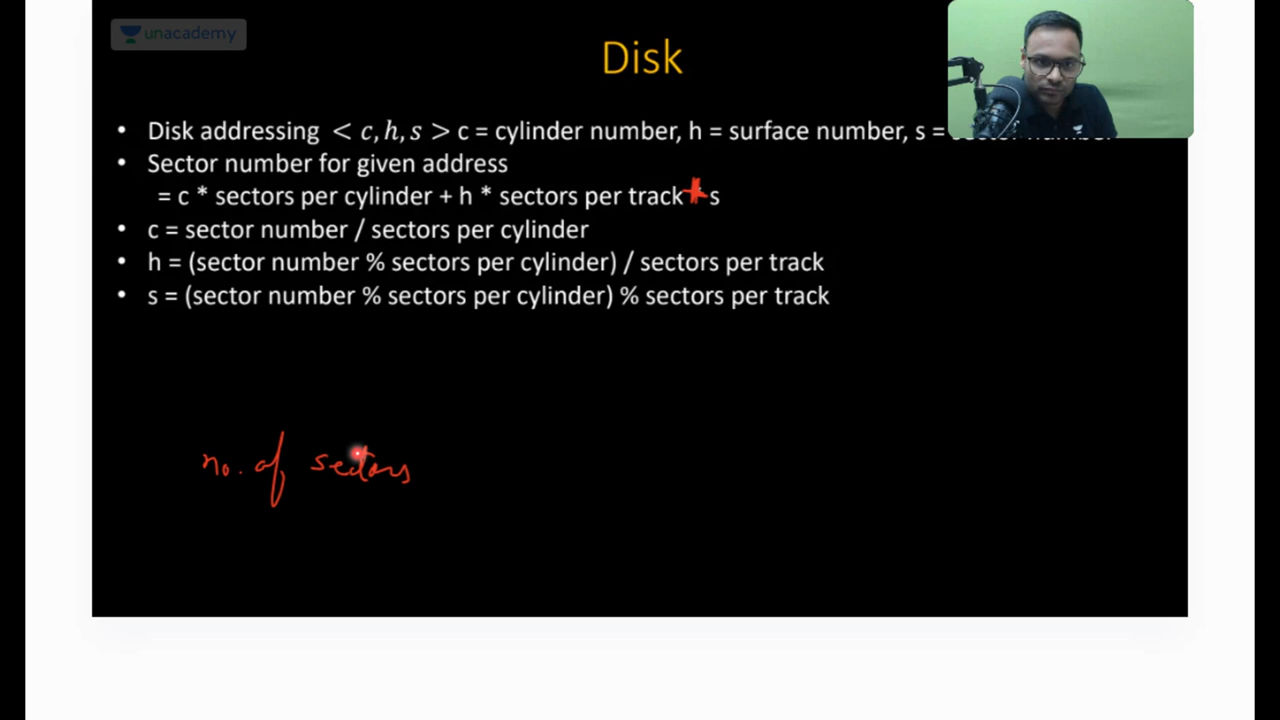 unacademy
Disk
• Disk addressing < c, h, s > c = cylinder number, h = surface number, s =
• Sector number for given address
= c * sectors per cylinder + h * sectors per track + s
• c = sector number / sectors per cylinder
• h = (sector number % sectors per cylinder) / sectors per track
• s = (sector number % sectors per cylinder) % sectors per track
no. of sectors